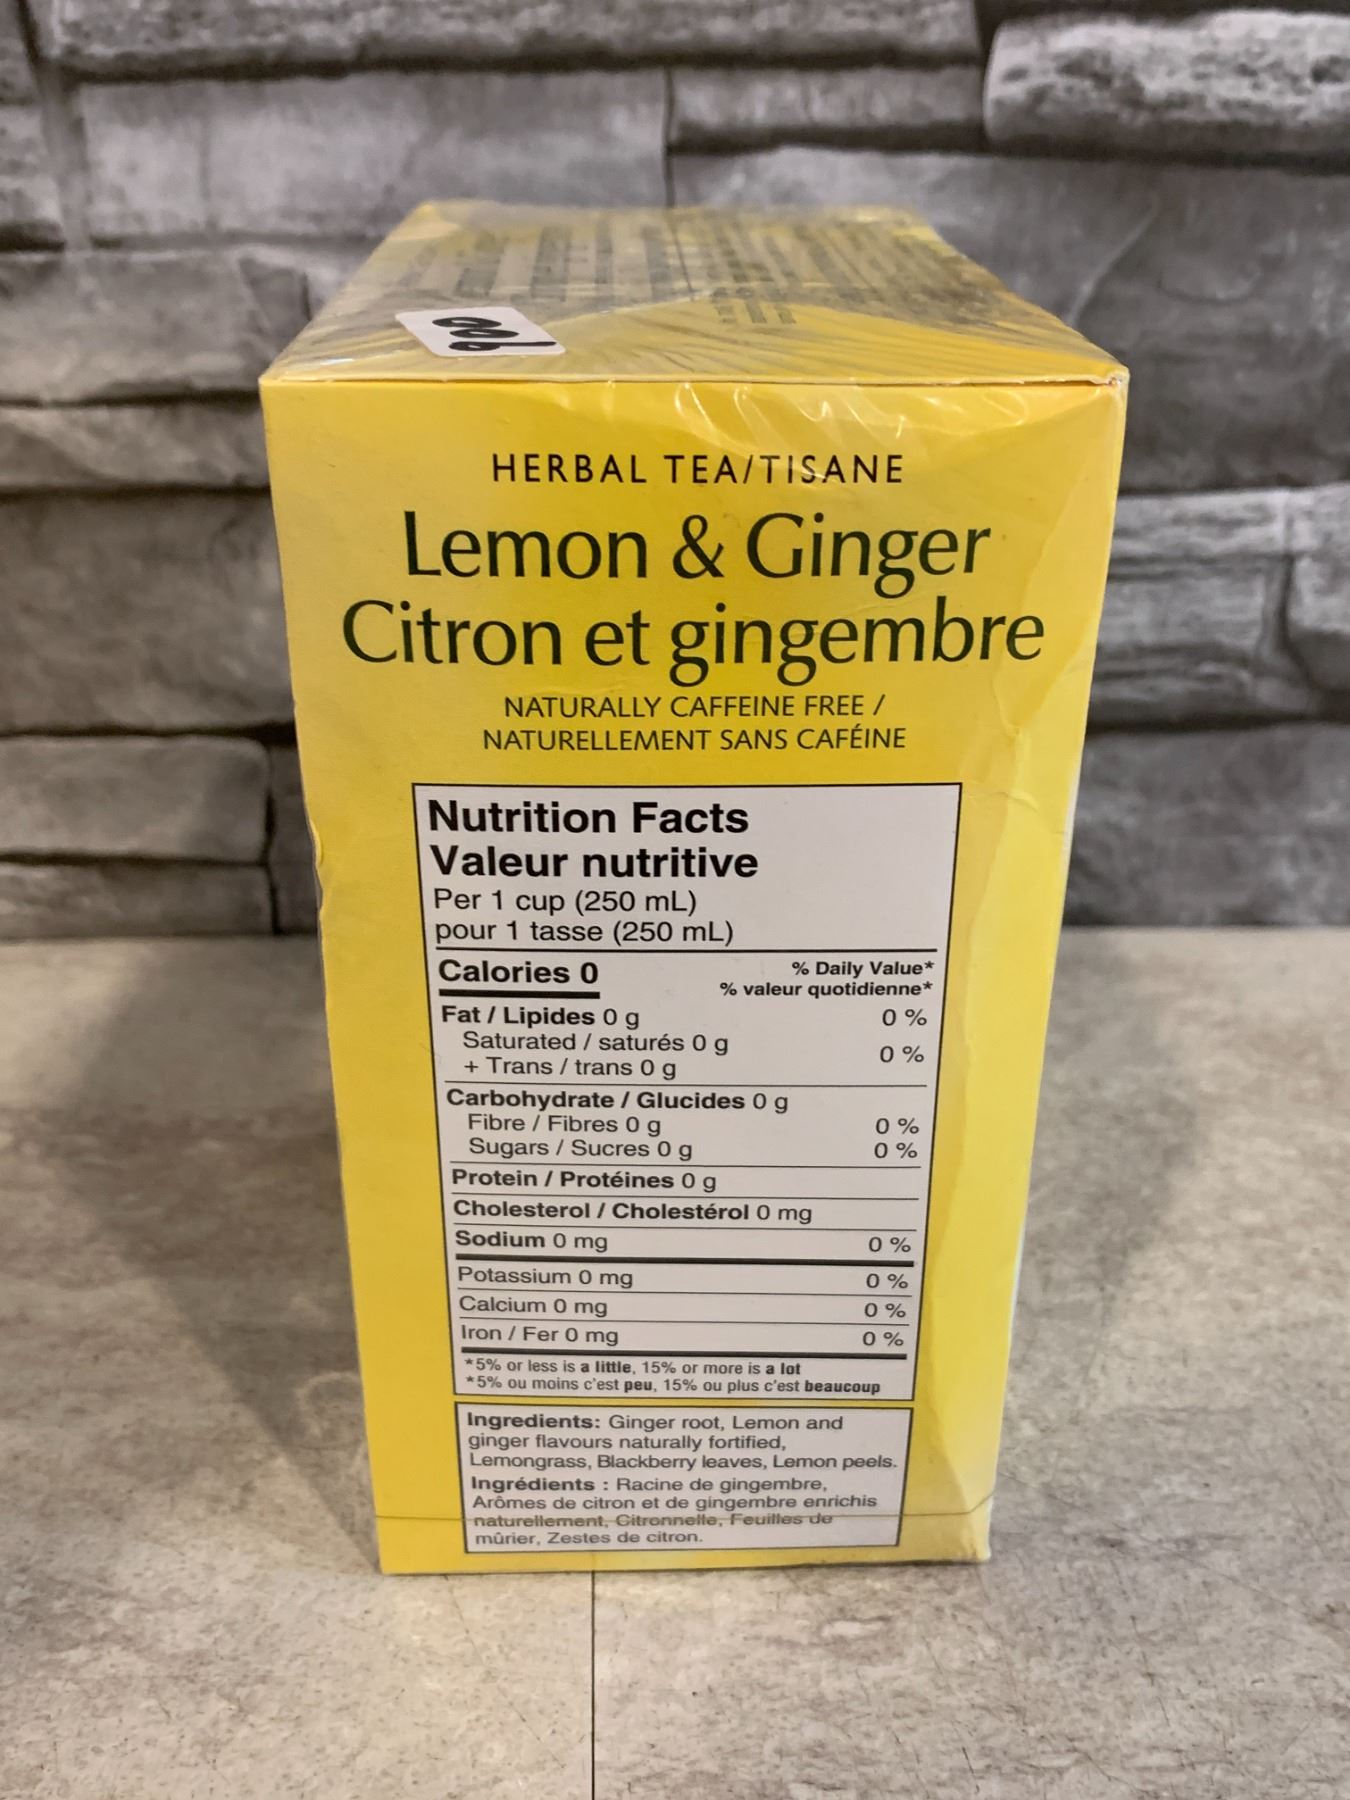 HERBAL TEA/TISANE
Lemon & Ginger
Citron et gingembre
NATURALLY CAFFEINE FREE /
NATURELLEMENT SANS CAFÉINE
Nutrition Facts
Valeur nutritive
Per 1 cup (250 mL)
pour 1 tasse (250 mL)
Calories 0
% Daily Value*
% valeur quotidienne*
Fat / Lipides 0 g 0 %
Saturated / saturés 0 g
+ Trans / trans 0 g 0 %
Carbohydrate / Glucides 0 g
Fibre / Fibres 0 g 0 %
Sugars / Sucres 0 g 0 %
Protein / Protéines 0 g
Cholesterol / Cholestérol 0 mg
Sodium 0 mg 0 %
Potassium 0 mg 0 %
Calcium 0 mg 0 %
Iron / Fer 0 mg 0 %
*5% or less is a little, 15% or more is a lot
*5% ou moins c'est peu, 15% ou plus c'est beaucoup
Ingredients: Ginger root, Lemon and
ginger flavours naturally fortified,
Lemongrass, Blackberry leaves, Lemon peels.
Ingrédients : Racine de gingembre,
Arômes de citron et de gingembre enrichis
naturellement, Citronnelle, Feuilles de
mûrier, Zestes de citron.